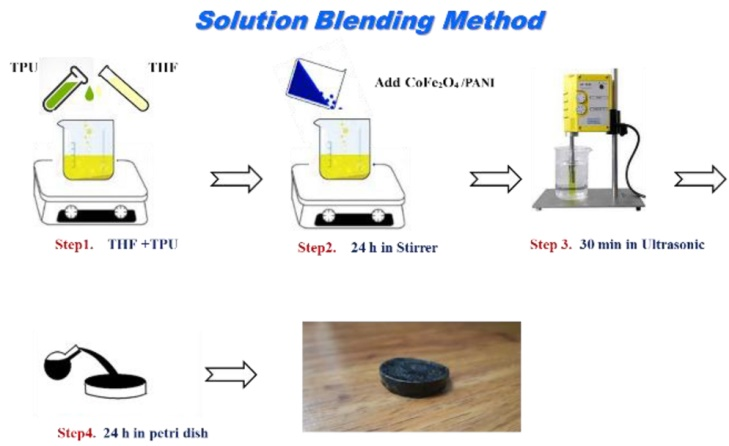 Solution Blending Method
TPU
THF
Add CoFe₂O₄/PANI
Step1. THF +TPU
Step2. 24 h in Stirrer
Step 3. 30 min in Ultrasonic
Step4. 24 h in petri dish